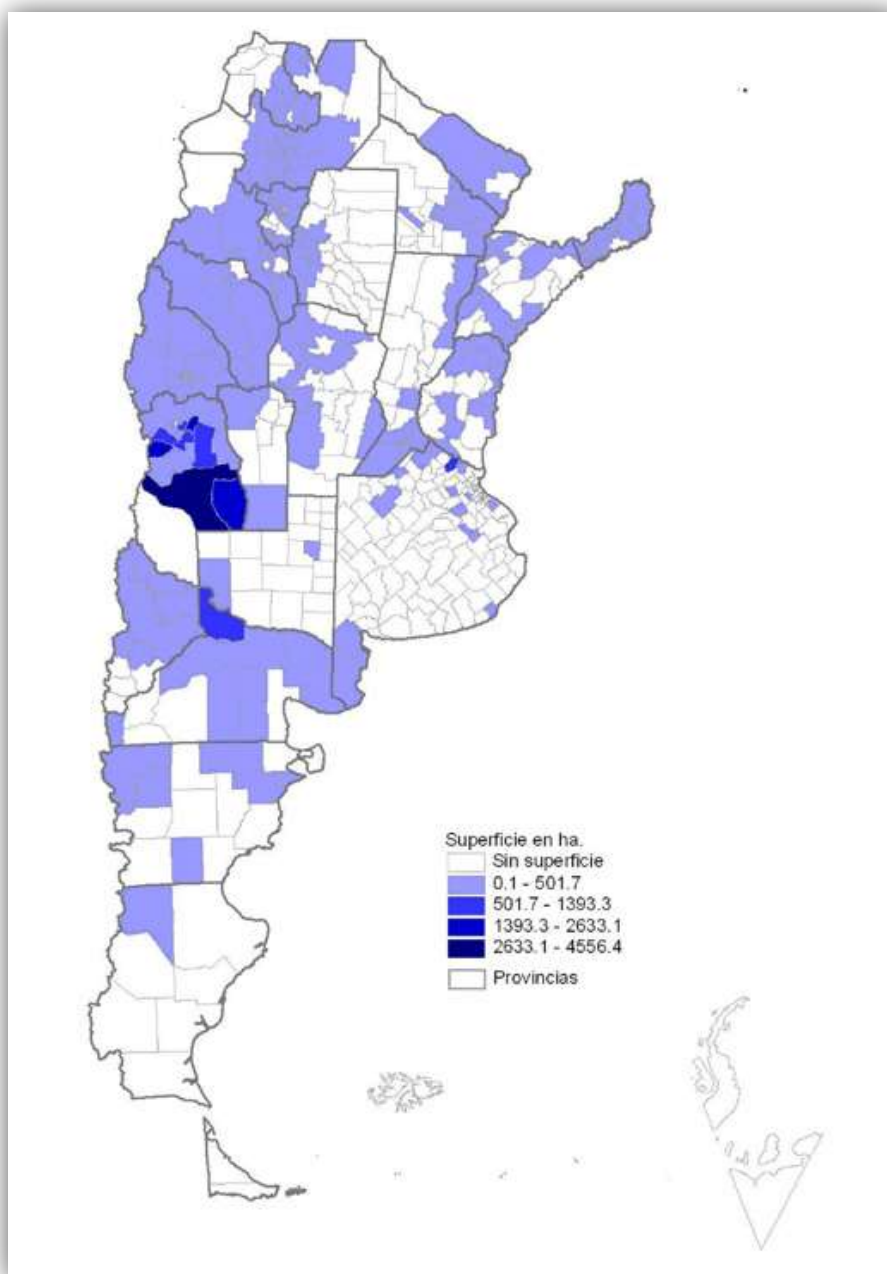 Superficie en ha.
Sin superficie
0.1 - 501.7
501.7 - 1393.3
1393.3 - 2633.1
2633.1 - 4556.4
Provincias